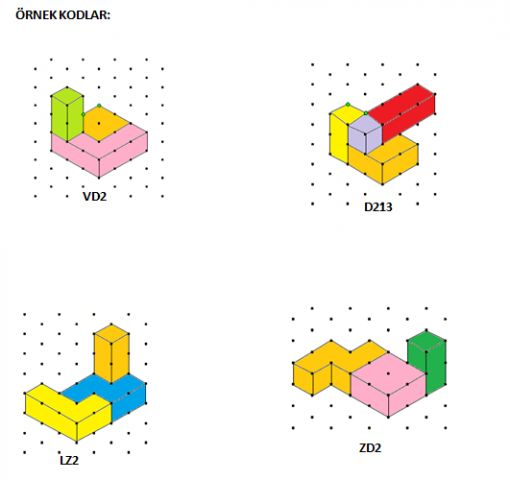 ÖRNEK KODLAR:
VD2
D213
LZ2
ZD2